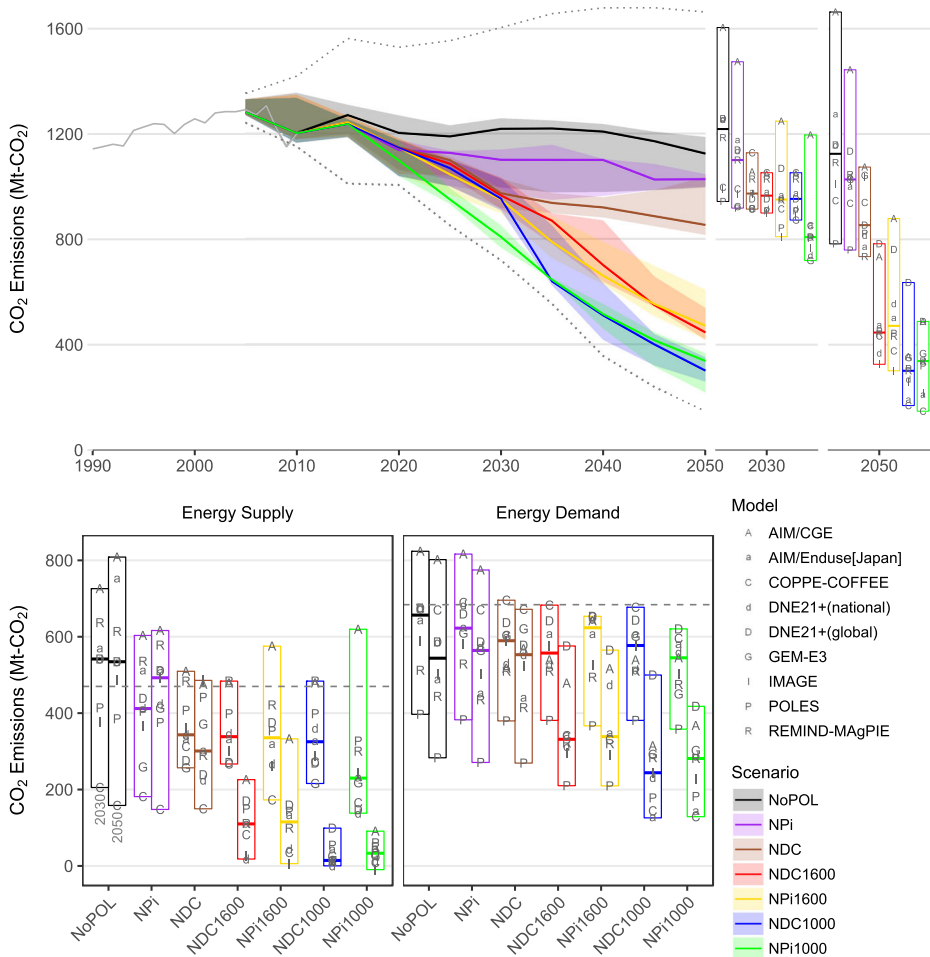 CO₂ Emissions (Mt-CO₂)
1600
1200
800
400
0
1990
2000
2010
2020
2030
2040
2050
2030
2050
Energy Supply
Energy Demand
CO₂ Emissions (Mt-CO₂)
800
600
400
200
0
2030
2050
NoPOL
NPi
NDC
NDC1600
NPi1600
NDC1000
NPi1000
NoPOL
NPi
NDC
NDC1600
NPi1600
NDC1000
NPi1000
Model
A AIM/CGE
a AIM/Enduse[Japan]
C COPPE-COFFEE
d DNE21+(national)
D DNE21+(global)
G GEM-E3
I IMAGE
P POLES
R REMIND-MAgPIE
Scenario
NoPOL
NPi
NDC
NDC1600
NPi1600
NDC1000
NPi1000